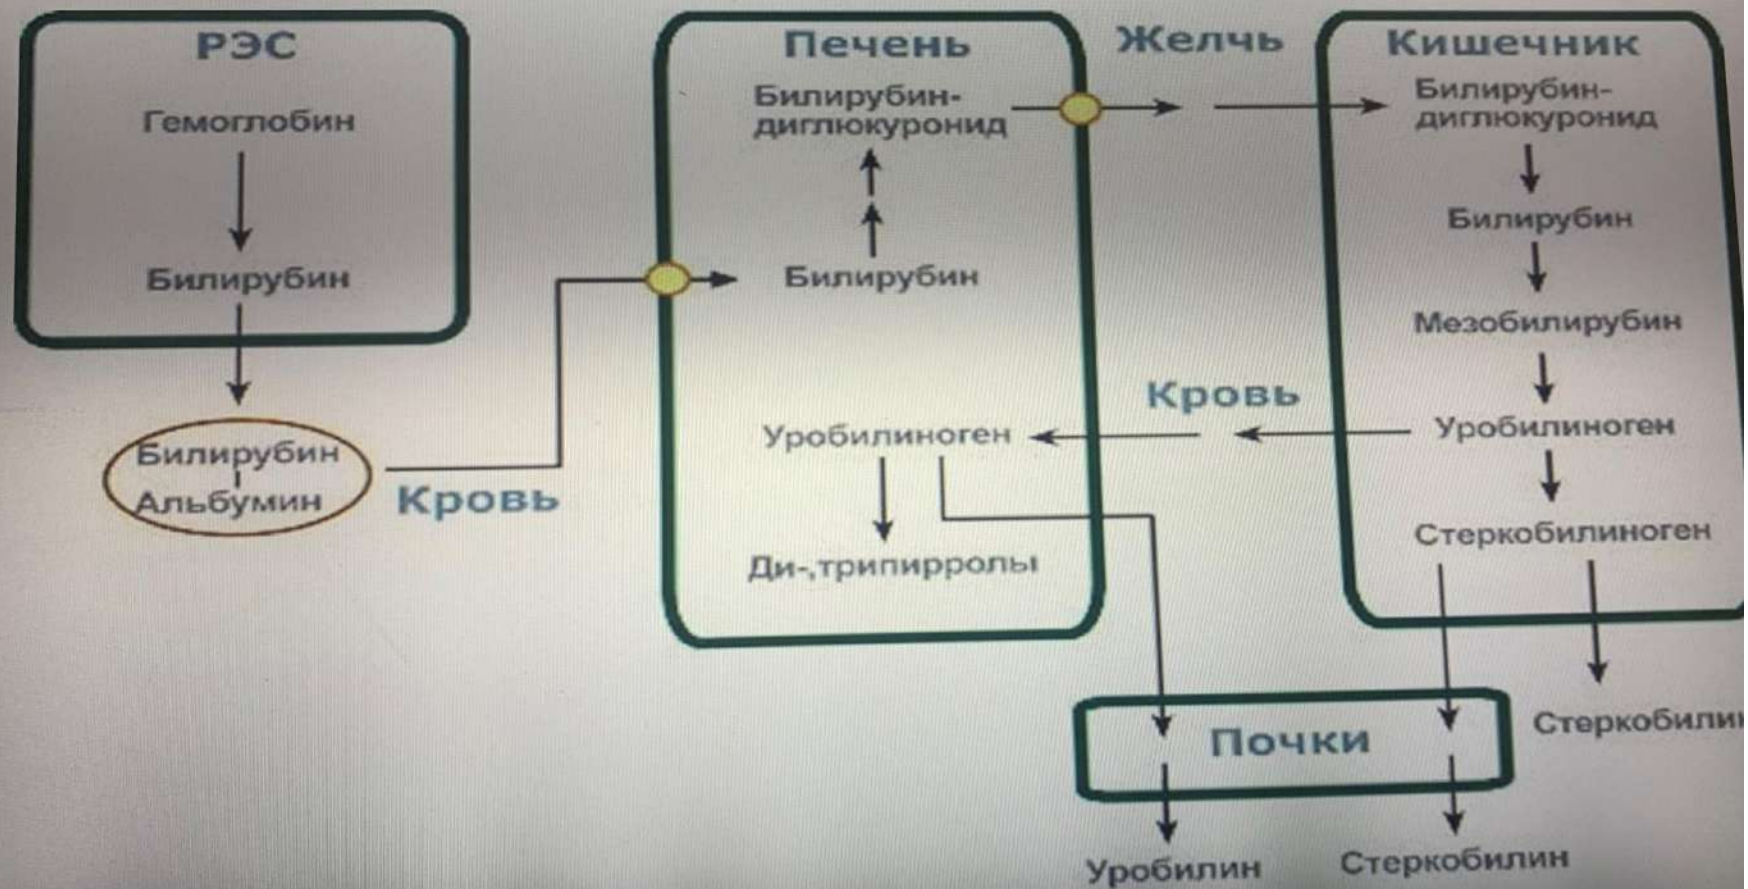 РЭС
Гемоглобин
Билирубин
Билирубин
Альбумин
Кровь
Печень
Билирубин-
диглюкуронид
Билирубин
Уробилиноген
Ди-,трипирролы
Желчь
Кровь
Кишечник
Билирубин-
диглюкуронид
Билирубин
Мезобилирубин
Уробилиноген
Стеркобилиноген
Стеркобилин
Почки
Уробилин
Стеркобилин